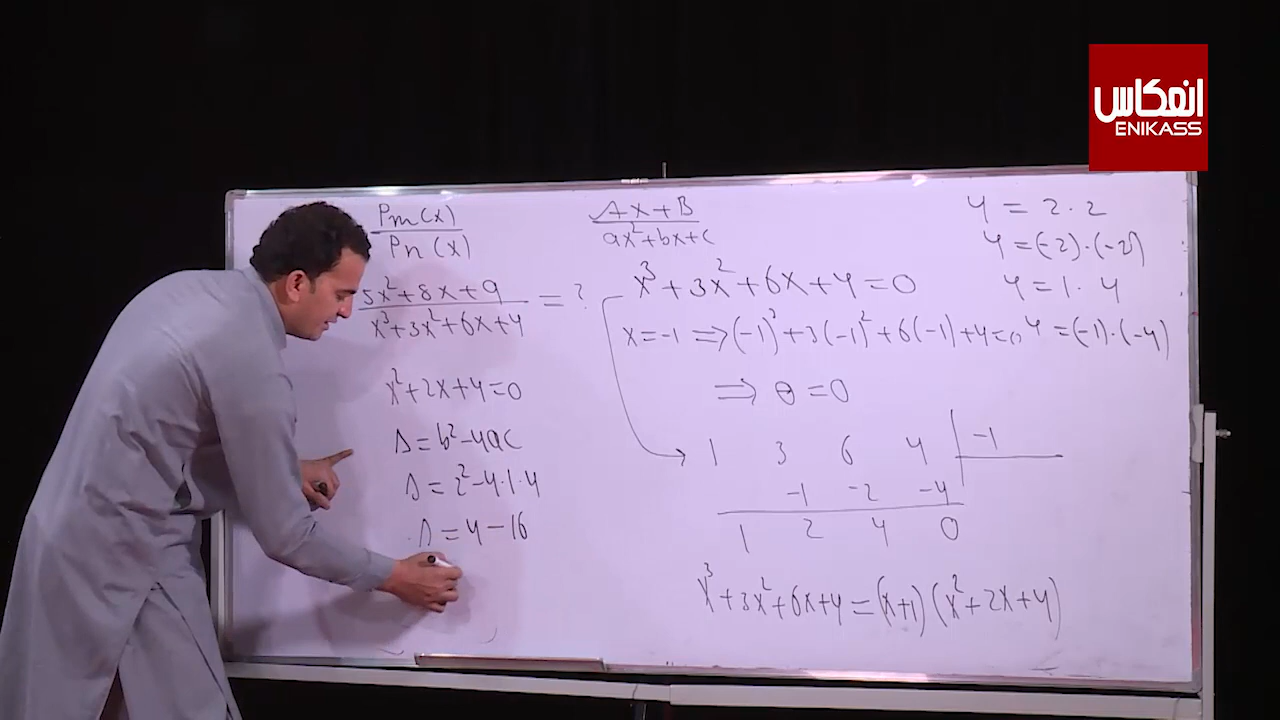 انعكاس
ENIKASS
Pm(x)
Pn(x)
5x²+8x+9
x³+3x²+6x+4
= ?
x²+2x+4=0
Δ=b²-4ac
Δ=2²-4·1·4
Δ=4-16
Ax+B
ax²+bx+c
x³+3x²+6x+4=0
x=-1 ⇒(-1)³+3(-1)²+6(-1)+4=0
⇒ 0=0
1 3 6 4 -1
-1 -2 -4
1 2 4 0
x³+3x²+6x+4=(x+1)(x²+2x+4)
4=2·2
4=(-2)·(-2)
4=1·4
4=(-1)·(-4)